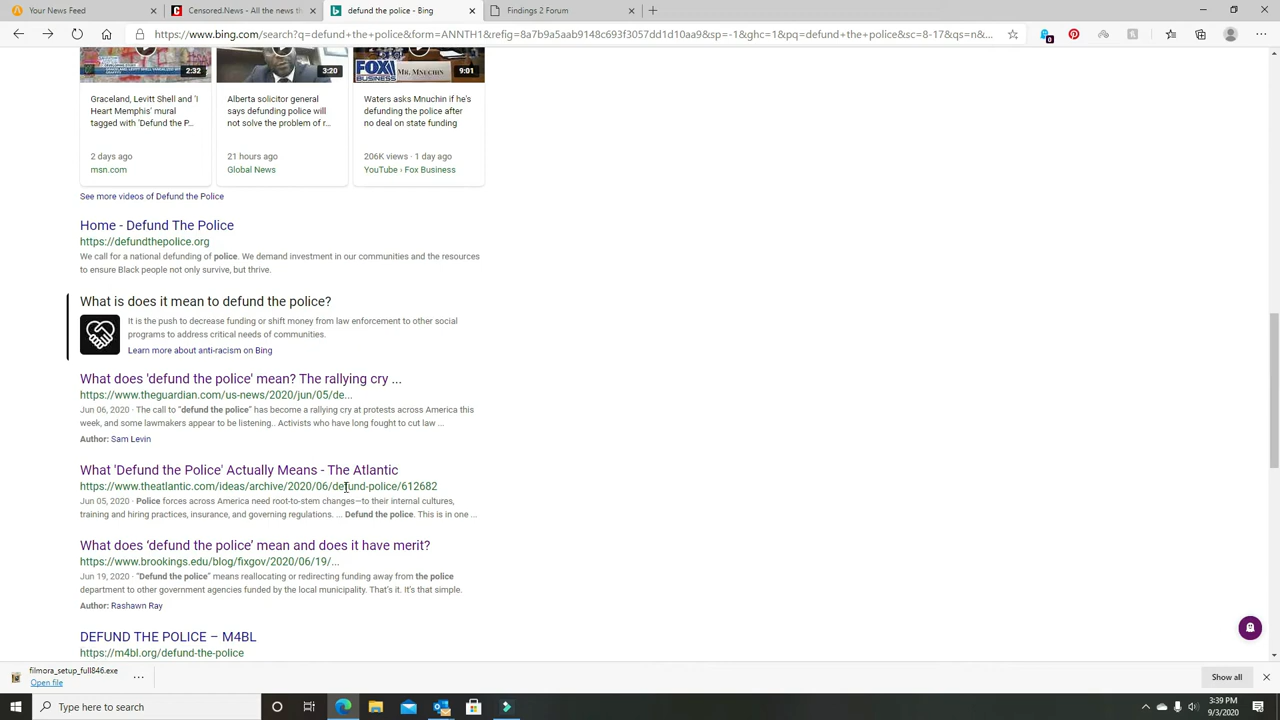 Your News
Censored. All the news the
defund the police - Bing
Findings 2 Forum
https://www.bing.com/search?q=defund+the+police&form=ANNTH1&refig=8a7b9a5aab9148c693f3057dd1d10aa9&sp=-1&ghc=1&pq=defund+the+police&sc=8-17&qs=n&...
0
2:32
3:20
FOX BUSINESS
MR. MNUCHIN
9:01
Graceland, Levitt Shell and 'I
Heart Memphis' mural
tagged with 'Defund the P...
2 days ago
msn.com
Alberta solicitor general
says defunding police will
not solve the problem of r...
21 hours ago
Global News
Waters asks Mnuchin if he's
defunding the police after
no deal on state funding
206K views · 1 day ago
YouTube › Fox Business
See more videos of Defund the Police
Home - Defund The Police
https://defundthepolice.org
We call for a national defunding of police. We demand investment in our communities and the resources
to ensure Black people not only survive, but thrive.
What is does it mean to defund the police?
It is the push to decrease funding or shift money from law enforcement to other social
programs to address critical needs of communities.
Learn more about anti-racism on Bing
What does 'defund the police' mean? The rallying cry ...
https://www.theguardian.com/us-news/2020/jun/05/de...
Jun 06, 2020 · The call to “defund the police” has become a rallying cry at protests across America this
week, and some lawmakers appear to be listening.. Activists who have long fought to cut law ...
Author: Sam Levin
What 'Defund the Police' Actually Means - The Atlantic
https://www.theatlantic.com/ideas/archive/2020/06/defund-police/612682
Jun 05, 2020 · Police forces across America need root-to-stem changes—to their internal cultures,
training and hiring practices, insurance, and governing regulations. ... Defund the police. This is in one ...
What does ‘defund the police’ mean and does it have merit?
https://www.brookings.edu/blog/fixgov/2020/06/19/...
Jun 19, 2020 · “Defund the police” means reallocating or redirecting funding away from the police
department to other government agencies funded by the local municipality. That’s it. It’s that simple.
Author: Rashawn Ray
DEFUND THE POLICE – M4BL
https://m4bl.org/defund-the-police
filmora_setup_full846.exe
Open file
Show all
Type here to search
3:39 PM
9/3/2020